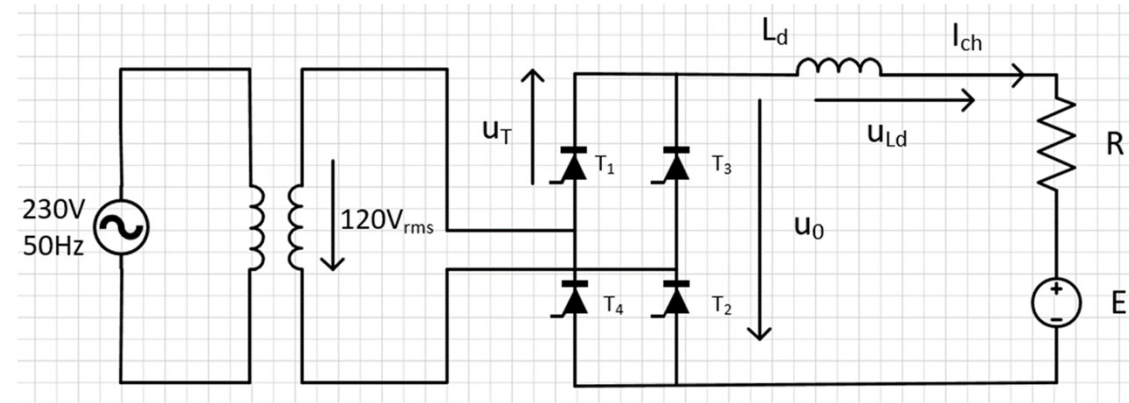 L_d
I_ch
u_T
T₁
T₃
u_Ld
R
230V
50Hz
120V_rms
u₀
T₄
T₂
E